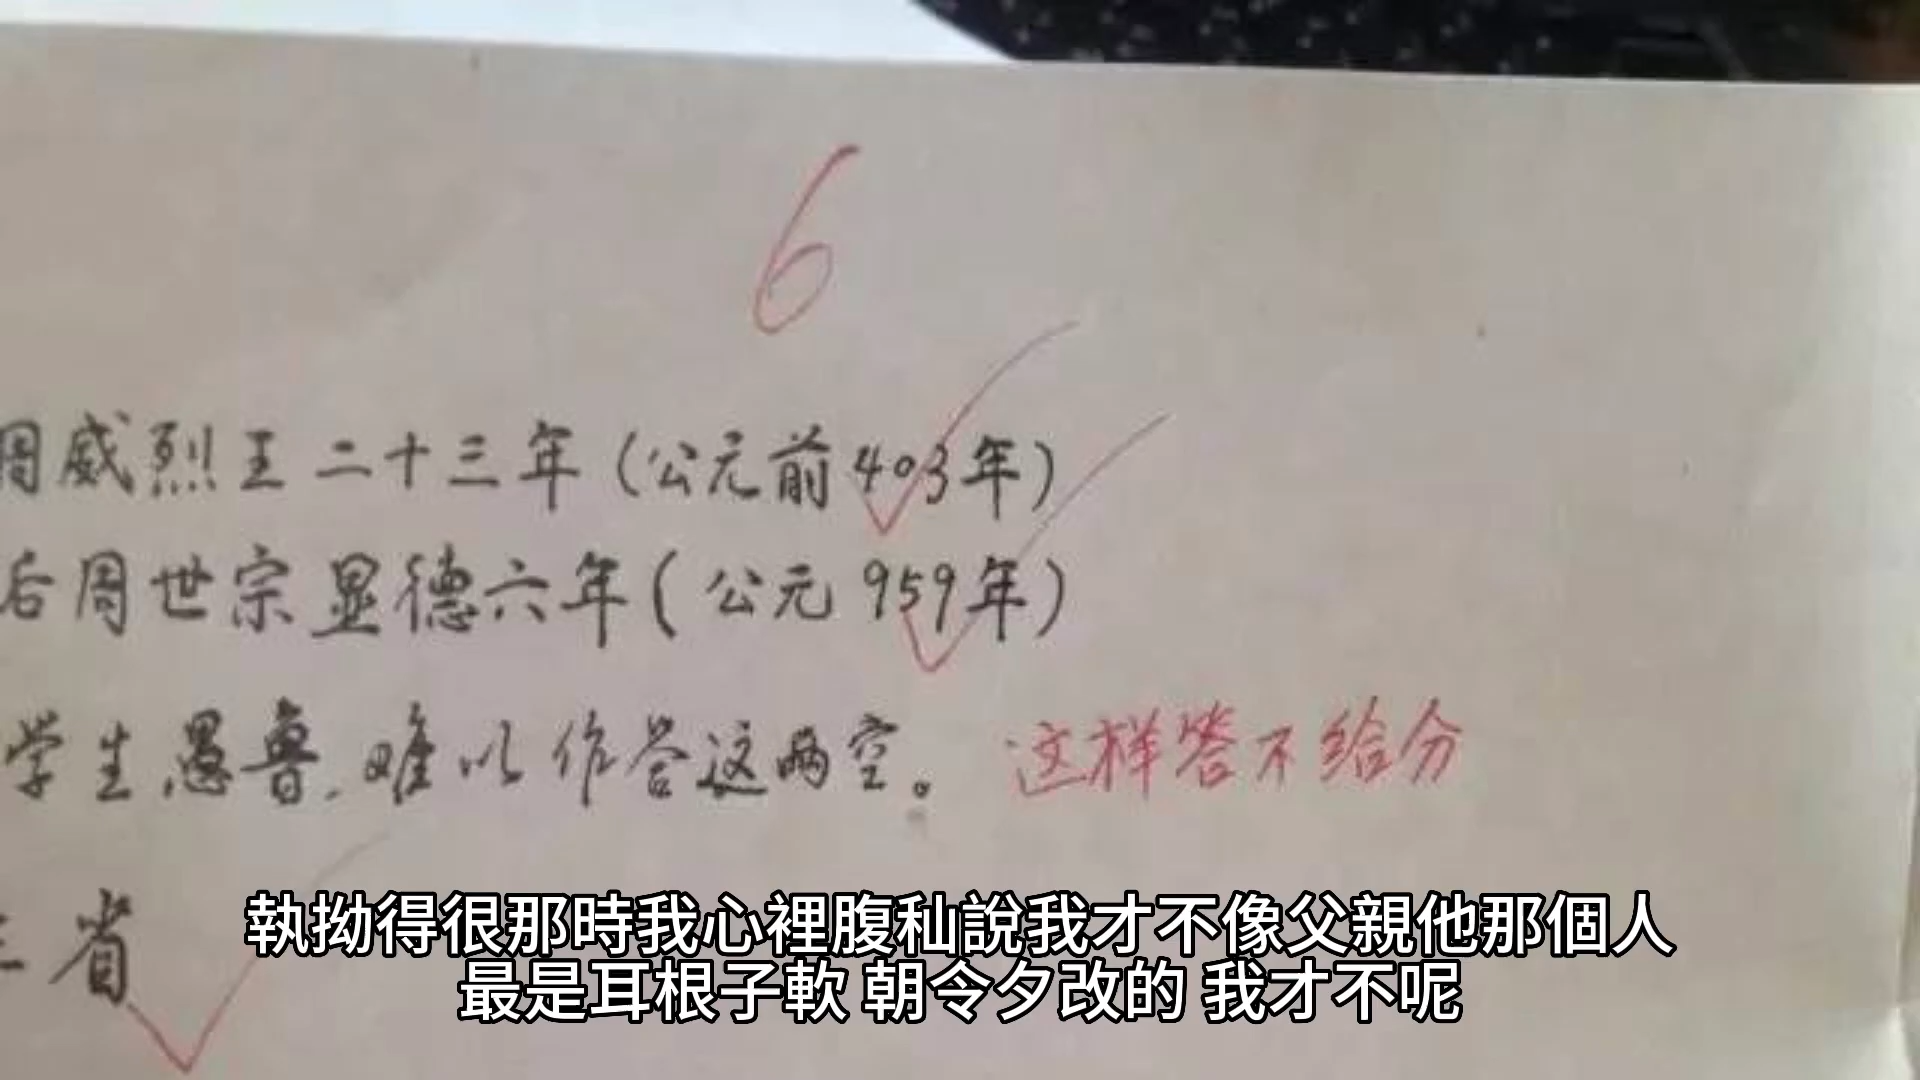 6
周威烈王二十三年(公元前403年)
后周世宗显德六年(公元959年)
学生愚鲁,难以作答这两空。 这样答不给分
三省
執拗得很那時我心裡腹秈說我才不像父親他那個人
最是耳根子軟 朝令夕改的 我才不呢